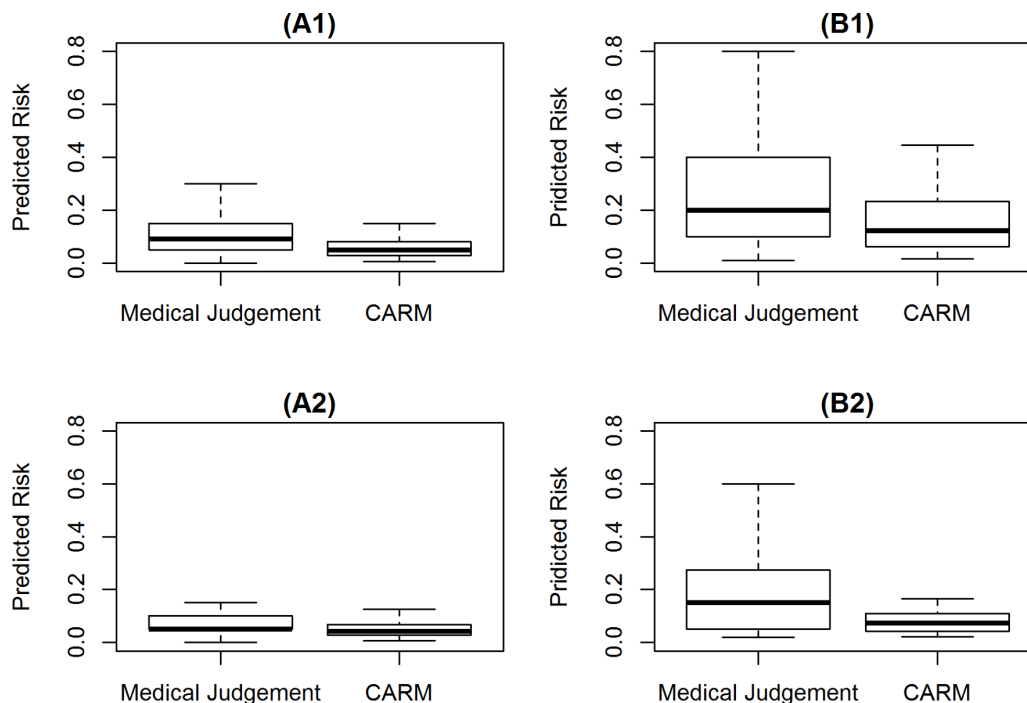 (A1)
Predicted Risk
0.0 0.2 0.4 0.6 0.8
Medical Judgement CARM
(B1)
Pridicted Risk
0.0 0.2 0.4 0.6 0.8
Medical Judgement CARM
(A2)
Predicted Risk
0.0 0.2 0.4 0.6 0.8
Medical Judgement CARM
(B2)
Pridicted Risk
0.0 0.2 0.4 0.6 0.8
Medical Judgement CARM